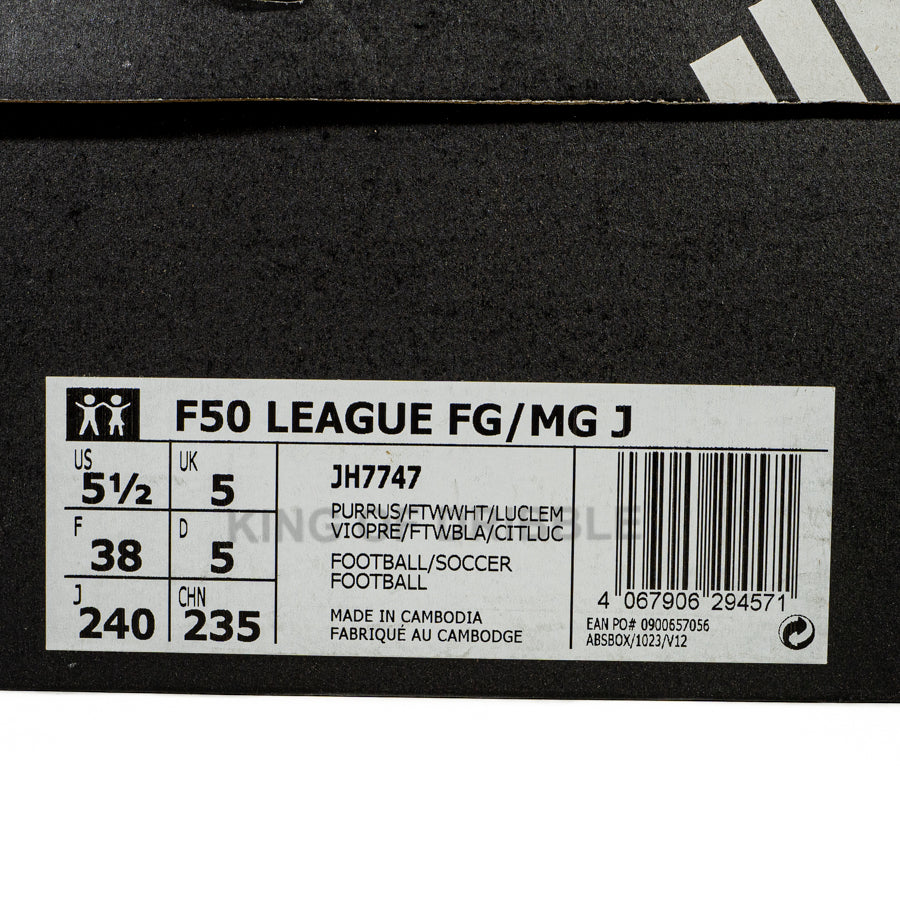 F50 LEAGUE FG/MG J
US 5½ UK 5
F 38 D 5
J 240 CHN 235
JH7747
PURRUS/FTWWHT/LUCLEM
VIOPRE/FTWBLA/CITLUC
FOOTBALL/SOCCER
FOOTBALL
MADE IN CAMBODIA
FABRIQUÉ AU CAMBODGE
4 067906 294571
EAN PO# 0900657056
ABSBOX/1023/V12